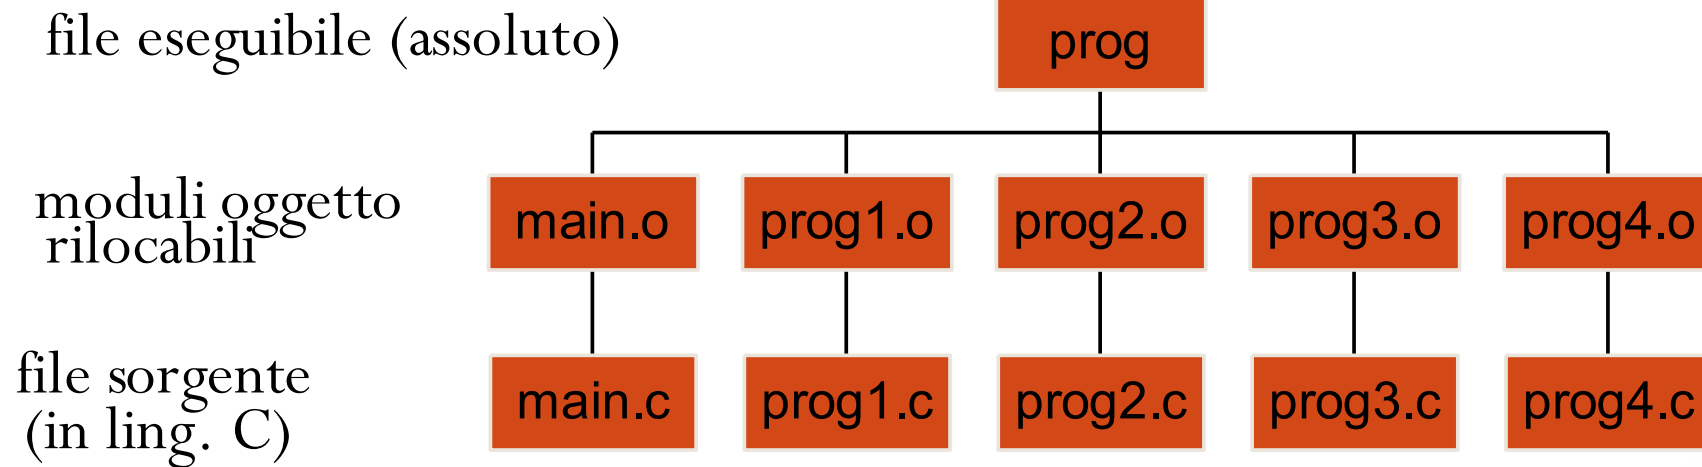 file eseguibile (assoluto)
prog
moduli oggetto
rilocabili
main.o
prog1.o
prog2.o
prog3.o
prog4.o
file sorgente
(in ling. C)
main.c
prog1.c
prog2.c
prog3.c
prog4.c